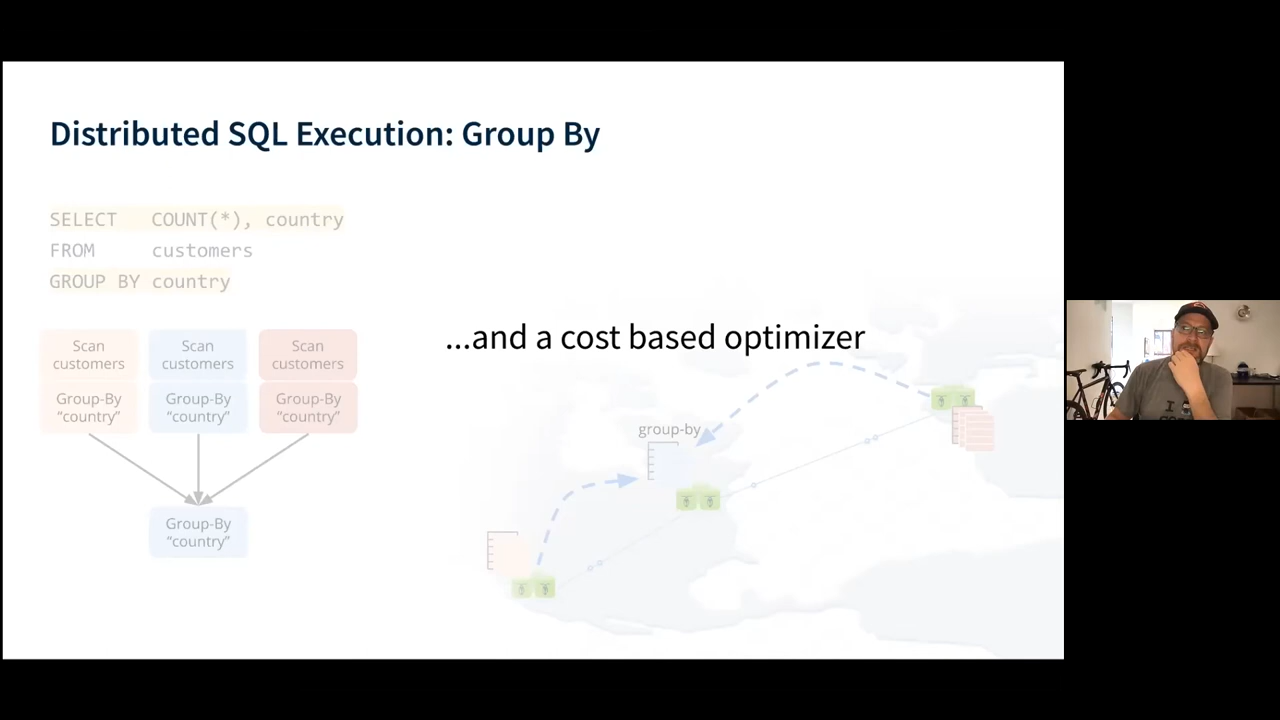 Distributed SQL Execution: Group By
SELECT COUNT(*), country
FROM customers
GROUP BY country
...and a cost based optimizer
Scan
customers
Scan
customers
Scan
customers
Group-By
“country”
Group-By
“country”
Group-By
“country”
group-by
Group-By
“country”